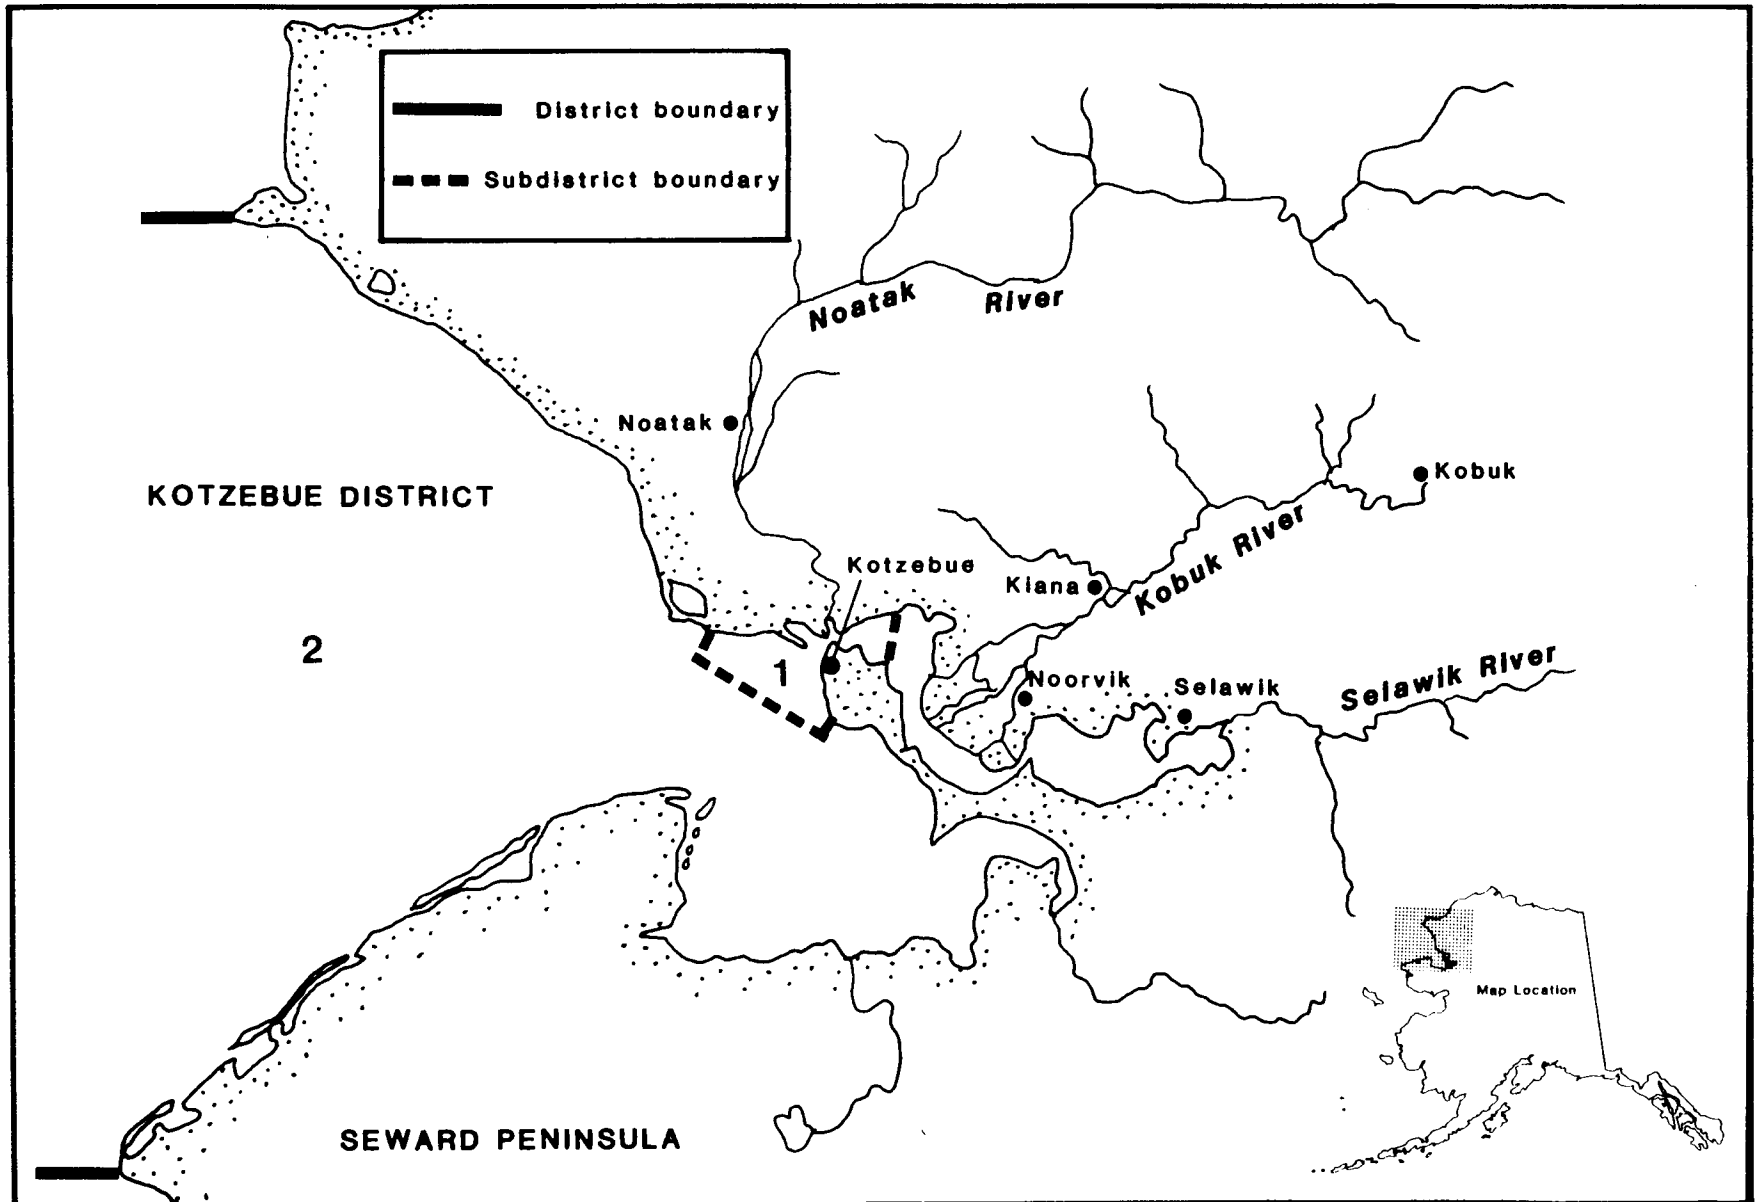 District boundary
Subdistrict boundary
Noatak River
Noatak
KOTZEBUE DISTRICT
Kobuk
Kobuk River
Kotzebue
Kiana
2
1
Noorvik
Selawik
Selawik River
Map Location
SEWARD PENINSULA